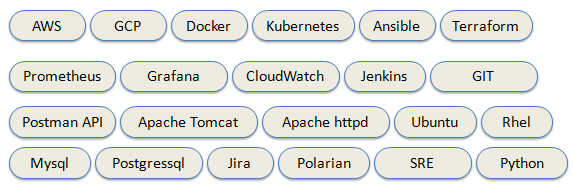 AWS GCP Docker Kubernetes Ansible Terraform
Prometheus Grafana CloudWatch Jenkins GIT
Postman API Apache Tomcat Apache httpd Ubuntu Rhel
Mysql Postgressql Jira Polarian SRE Python